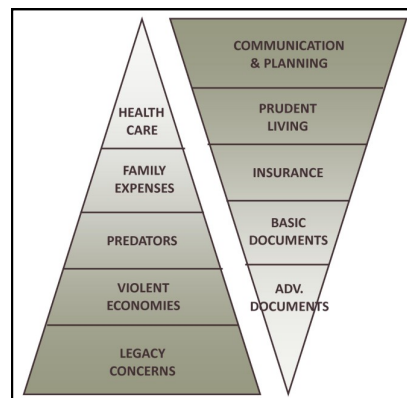 HEALTH
CARE
FAMILY
EXPENSES
PREDATORS
VIOLENT
ECONOMIES
LEGACY
CONCERNS
COMMUNICATION
& PLANNING
PRUDENT
LIVING
INSURANCE
BASIC
DOCUMENTS
ADV.
DOCUMENTS